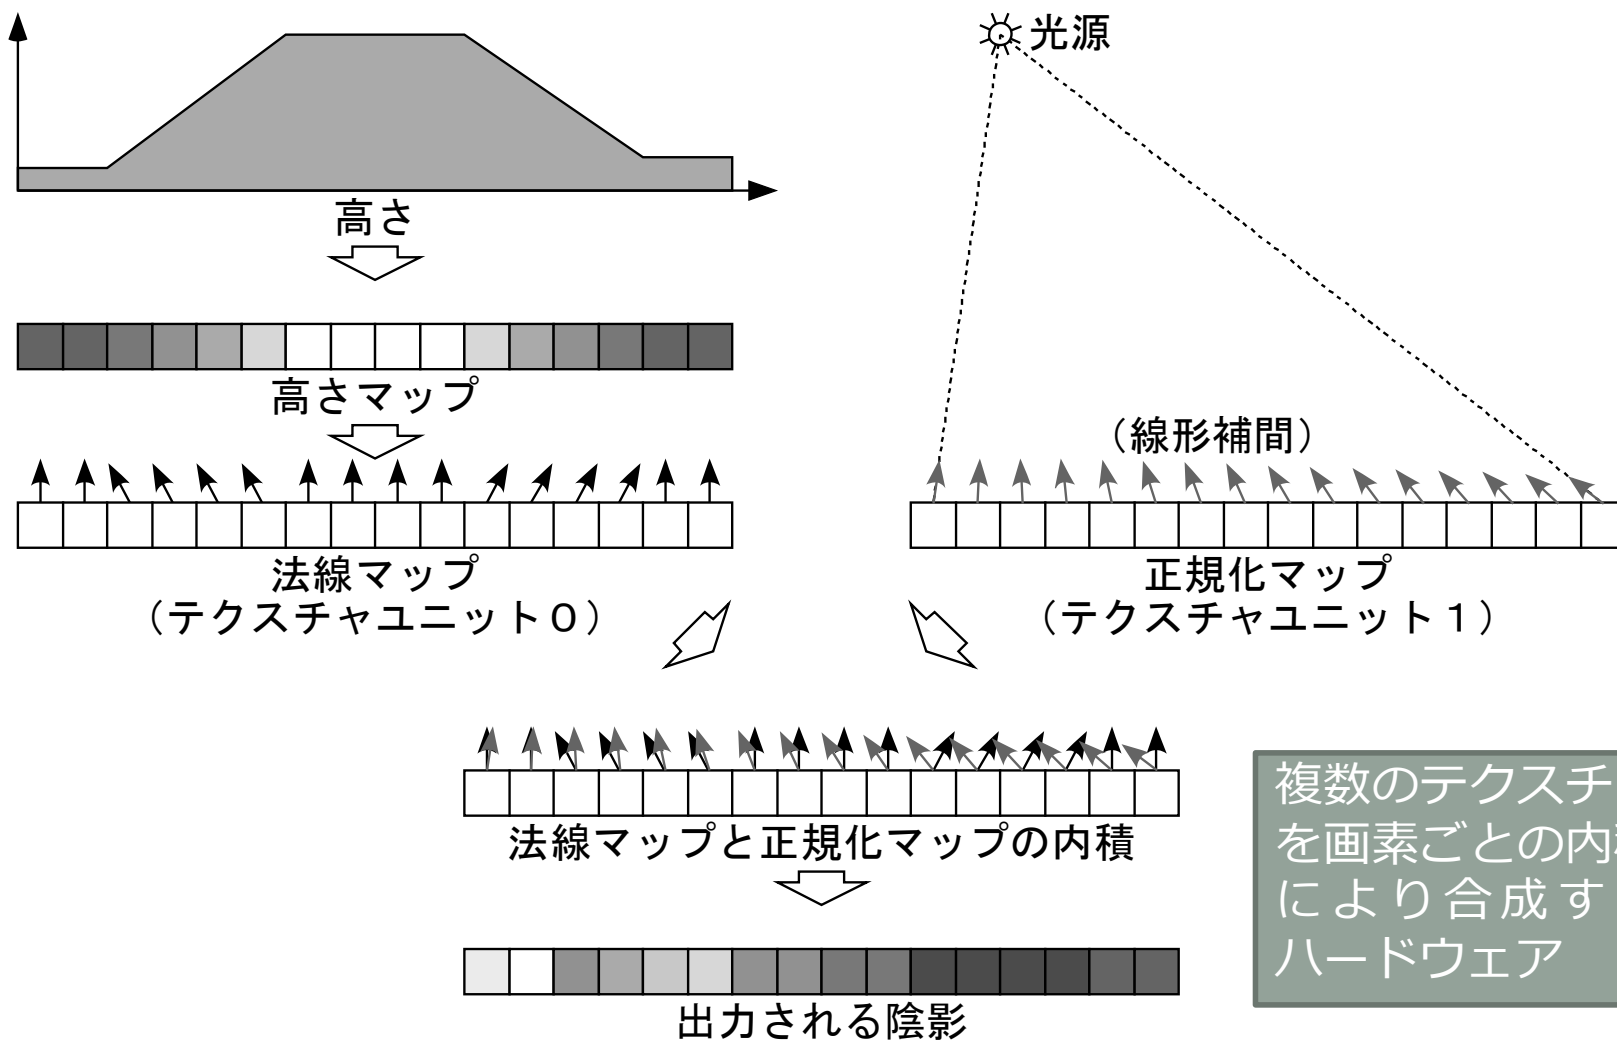 高さ
高さマップ
法線マップ
（テクスチャユニット０）
光源
（線形補間）
正規化マップ
（テクスチャユニット１）
法線マップと正規化マップの内積
出力される陰影
複数のテクスチ
を画素ごとの内
により合成す
ハードウェア